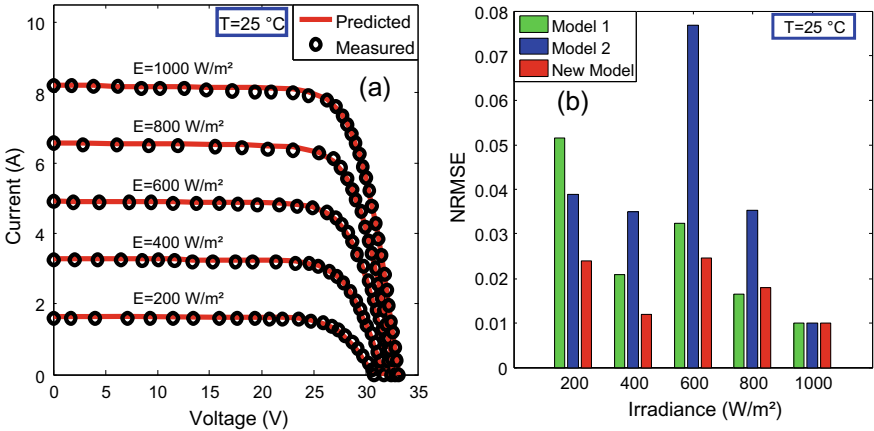 T=25 °C
Predicted
Measured
(a)
E=1000 W/m²
E=800 W/m²
E=600 W/m²
E=400 W/m²
E=200 W/m²
10
8
6
4
2
0
0 5 10 15 20 25 30 35
Current (A)
Voltage (V)
Model 1
Model 2
New Model
T=25 °C
(b)
0.08
0.07
0.06
0.05
0.04
0.03
0.02
0.01
0
200 400 600 800 1000
NRMSE
Irradiance (W/m²)